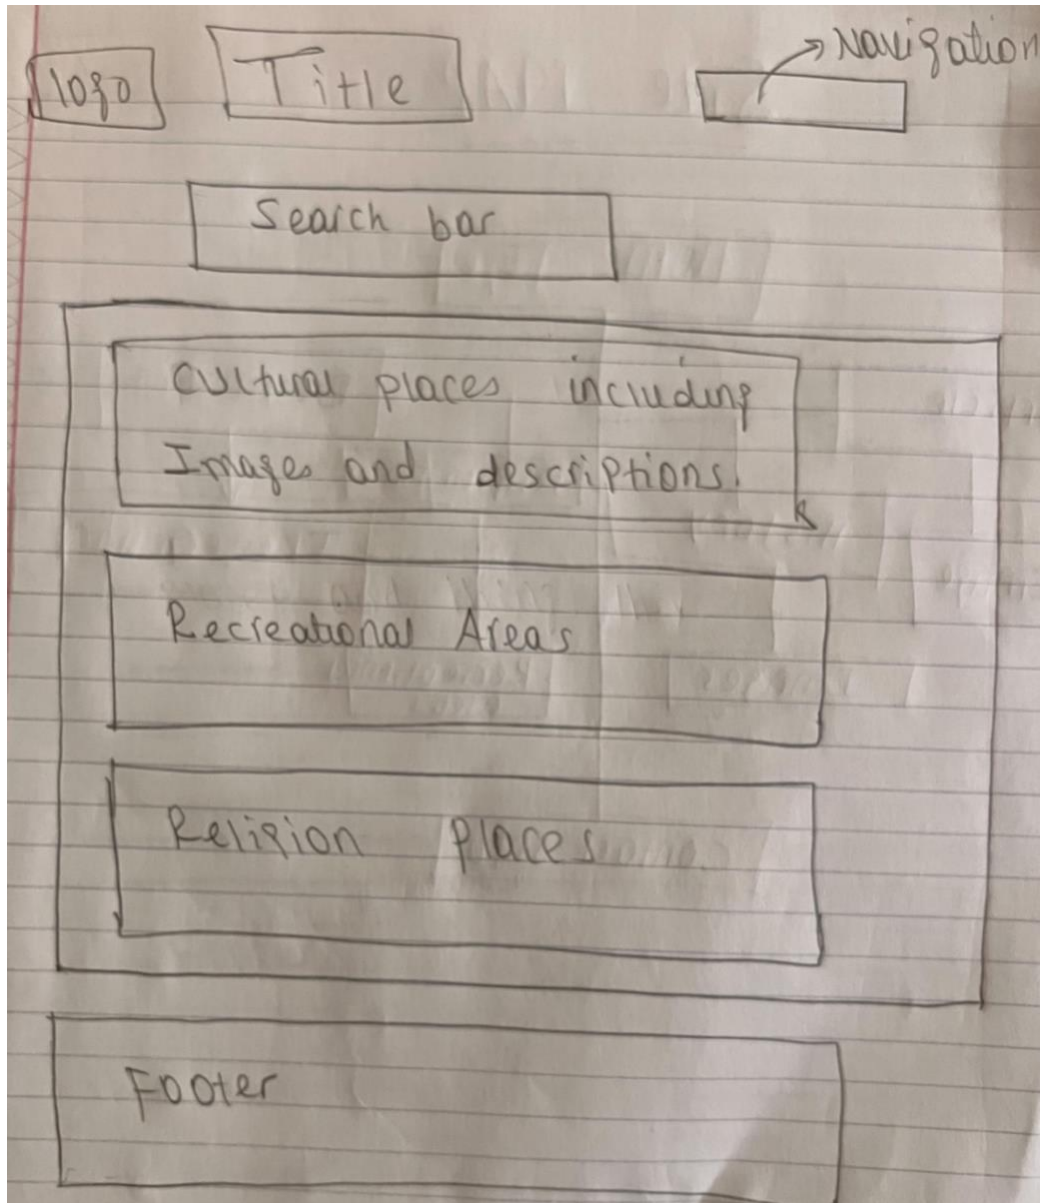 logo
Title
Navigation
Search bar
Cultural places including
Images and descriptions.
Recreational Areas
Religion Places
Footer